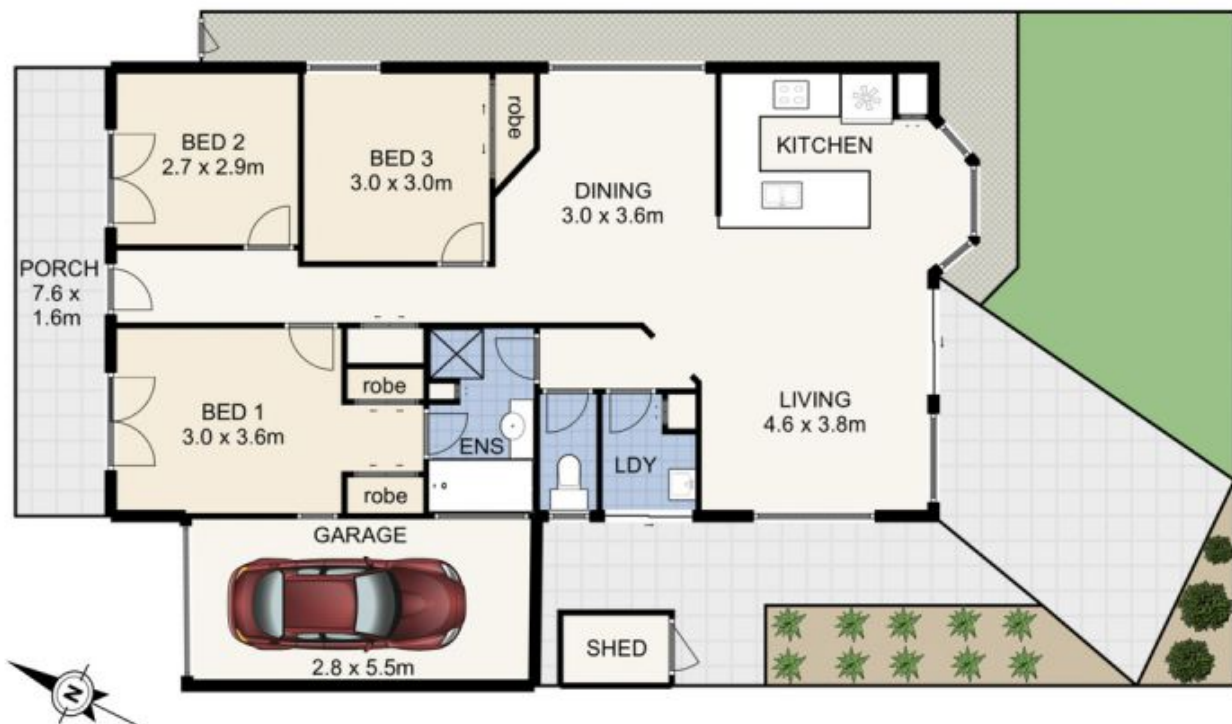 BED 2
2.7 x 2.9m
BED 3
3.0 x 3.0m
robe
DINING
3.0 x 3.6m
KITCHEN
PORCH
7.6 x
1.6m
BED 1
3.0 x 3.6m
robe
robe
ENS
LDY
LIVING
4.6 x 3.8m
GARAGE
2.8 x 5.5m
SHED
N